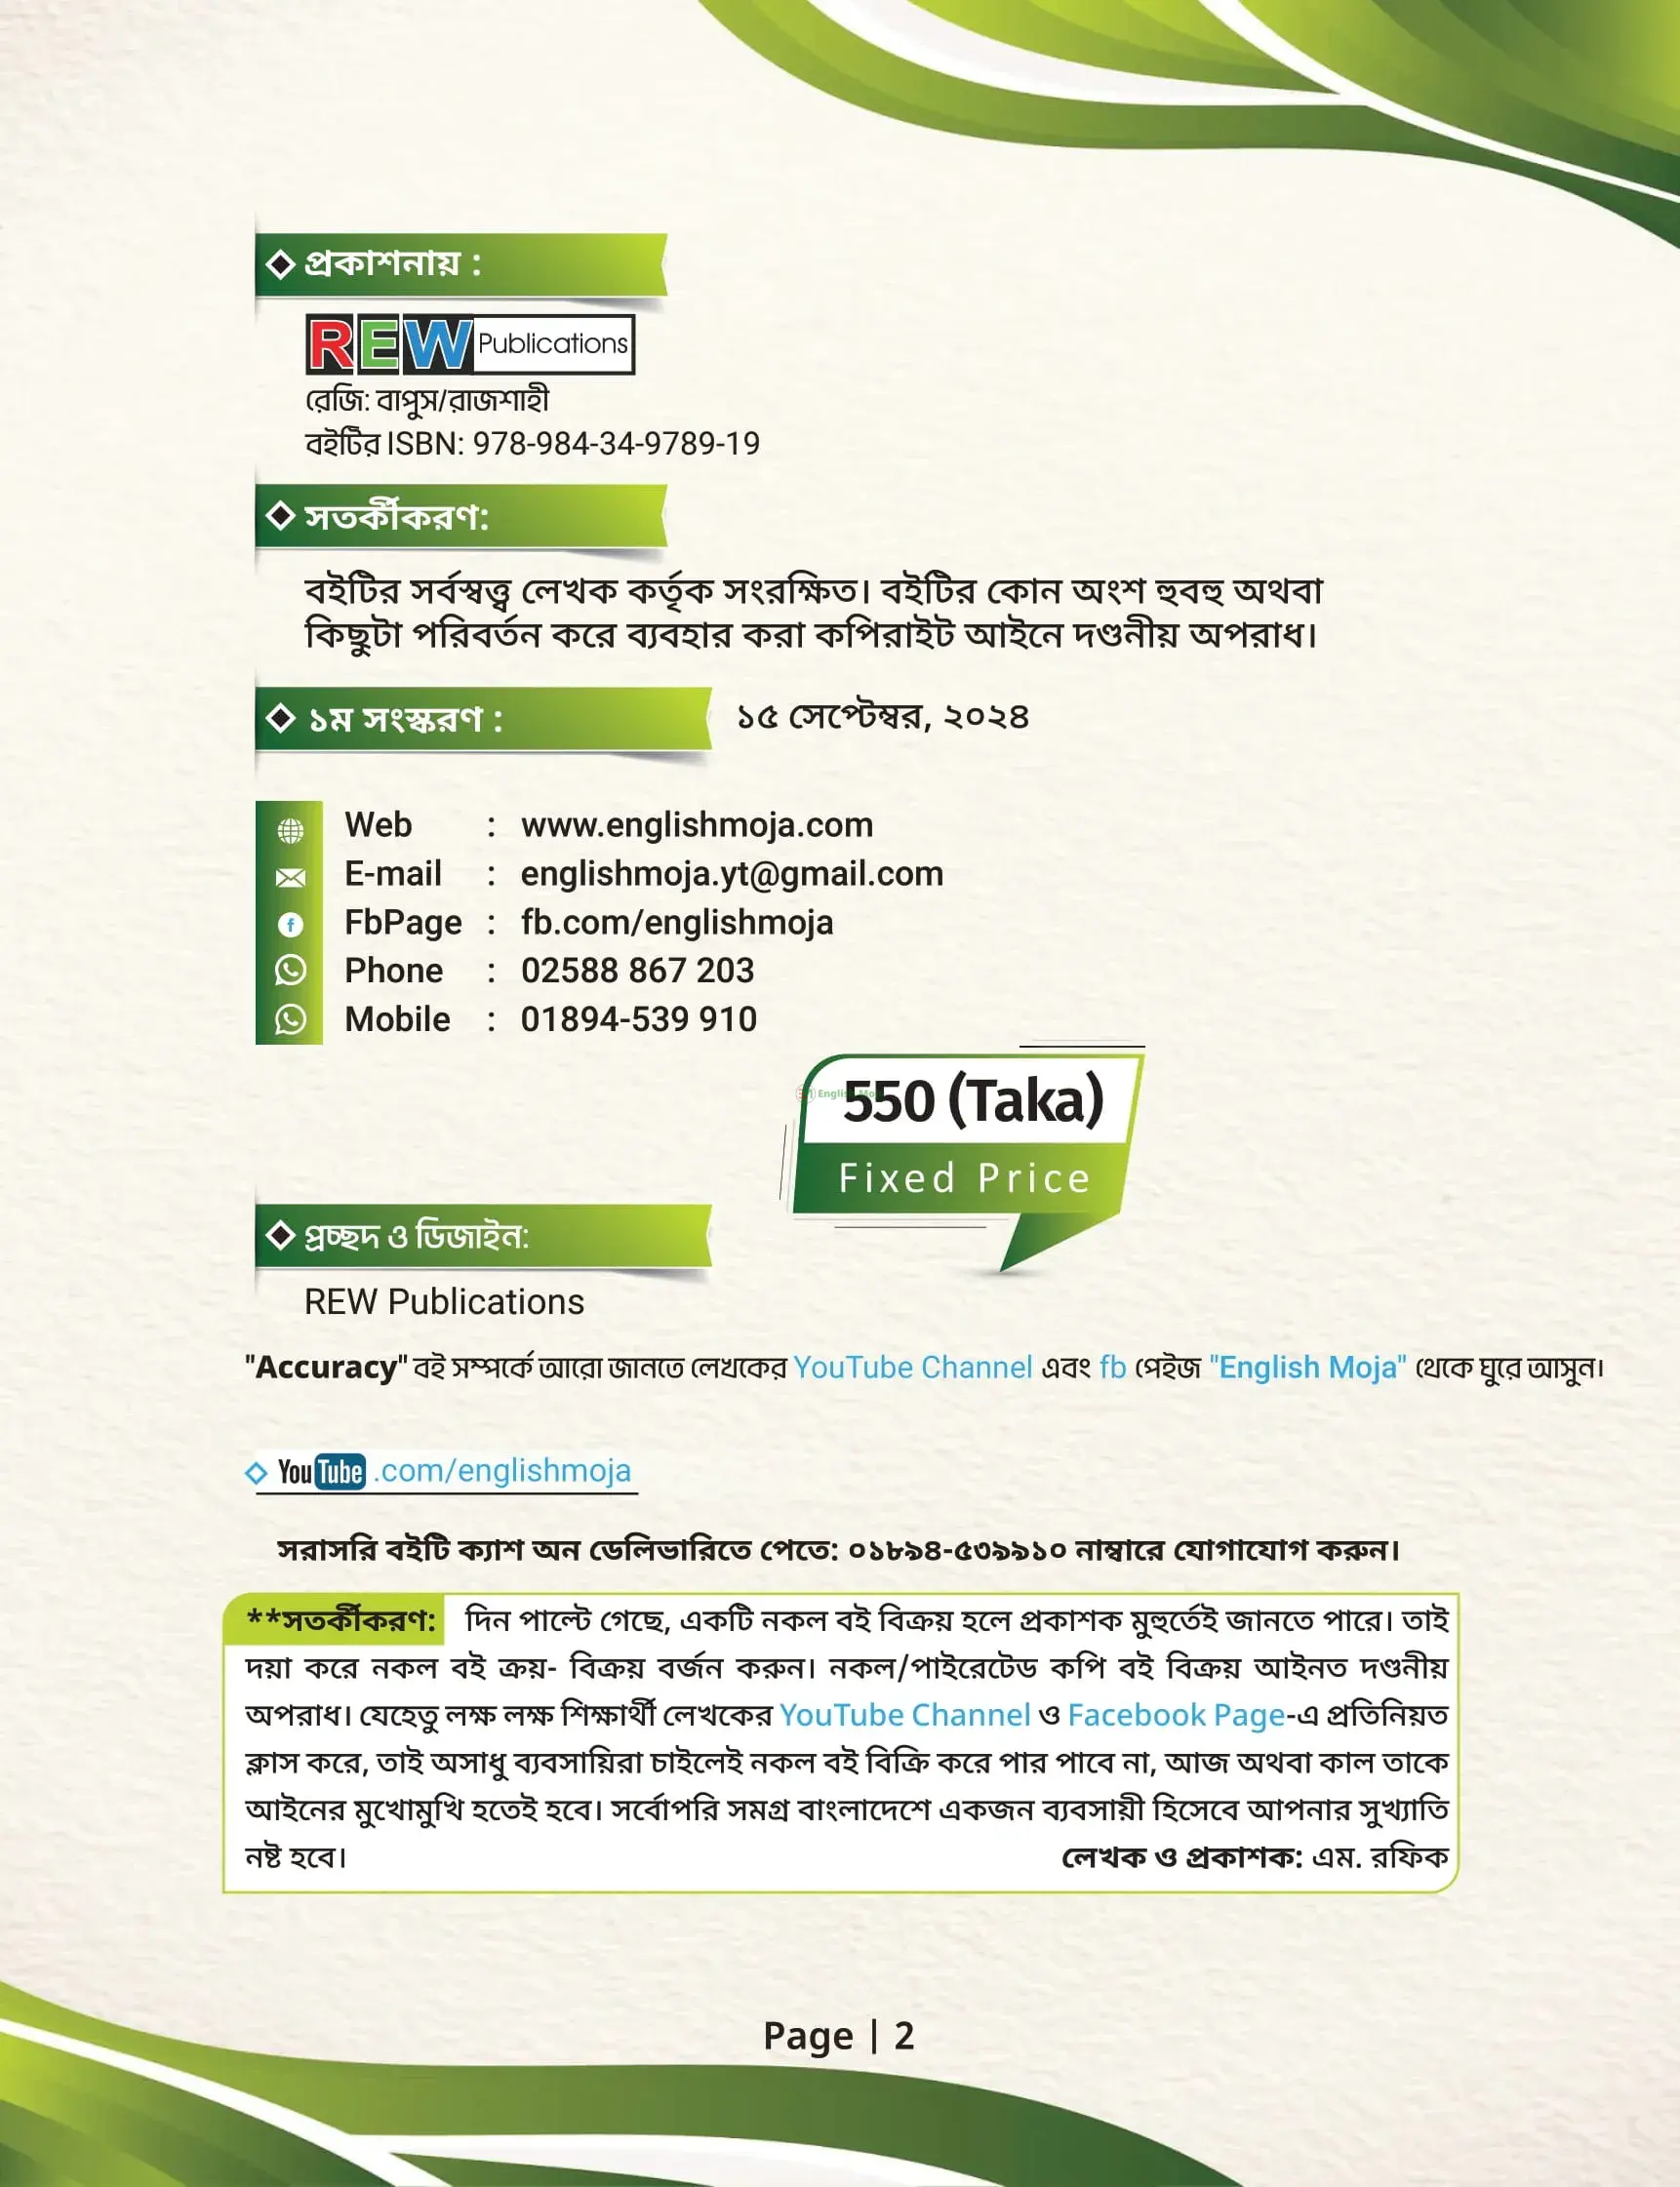 প্রকাশনায় :
REW Publications
রেজি: বাপুস/রাজশাহী
বইটির ISBN: 978-984-34-9789-19
সতর্কীকরণ:
বইটির সর্বস্বত্ত্ব লেখক কর্তৃক সংরক্ষিত। বইটির কোন অংশ হুবহু অথবা
কিছুটা পরিবর্তন করে ব্যবহার করা কপিরাইট আইনে দণ্ডনীয় অপরাধ।
১ম সংস্করণ : ১৫ সেপ্টেম্বর, ২০২৪
Web : www.englishmoja.com
E-mail : englishmoja.yt@gmail.com
FbPage : fb.com/englishmoja
Phone : 02588 867 203
Mobile : 01894-539 910
550 (Taka)
Fixed Price
প্রচ্ছদ ও ডিজাইন:
REW Publications
"Accuracy" বই সম্পর্কে আরো জানতে লেখকের YouTube Channel এবং fb পেইজ "English Moja" থেকে ঘুরে আসুন।
YouTube .com/englishmoja
সরাসরি বইটি ক্যাশ অন ডেলিভারিতে পেতে: ০১৮৯৪-৫৩৯৯১০ নাম্বারে যোগাযোগ করুন।
**সতর্কীকরণ: দিন পাল্টে গেছে, একটি নকল বই বিক্রয় হলে প্রকাশক মুহুর্তেই জানতে পারে। তাই
দয়া করে নকল বই ক্রয়- বিক্রয় বর্জন করুন। নকল/পাইরেটেড কপি বই বিক্রয় আইনত দণ্ডনীয়
অপরাধ। যেহেতু লক্ষ লক্ষ শিক্ষার্থী লেখকের YouTube Channel ও Facebook Page-এ প্রতিনিয়ত
ক্লাস করে, তাই অসাধু ব্যবসায়িরা চাইলেই নকল বই বিক্রি করে পার পাবে না, আজ অথবা কাল তাকে
আইনের মুখোমুখি হতেই হবে। সর্বোপরি সমগ্র বাংলাদেশে একজন ব্যবসায়ী হিসেবে আপনার সুখ্যাতি
নষ্ট হবে। লেখক ও প্রকাশক: এম. রফিক
Page | 2